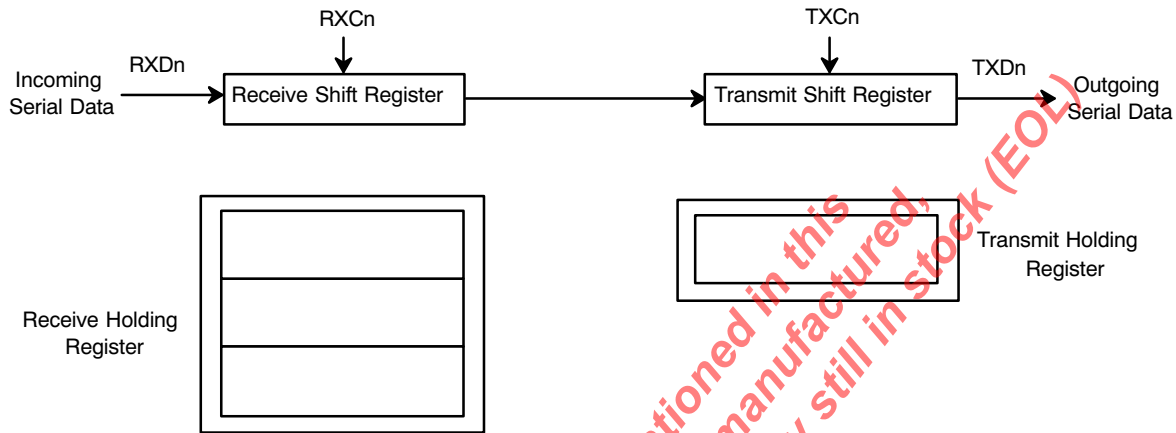 RXCn
TXCn
Incoming
Serial Data
RXDn
Receive Shift Register
Transmit Shift Register
TXDn
Outgoing
Serial Data
Receive Holding
Register
Transmit Holding
Register
in this
manufactured,
still in stock (EOL)